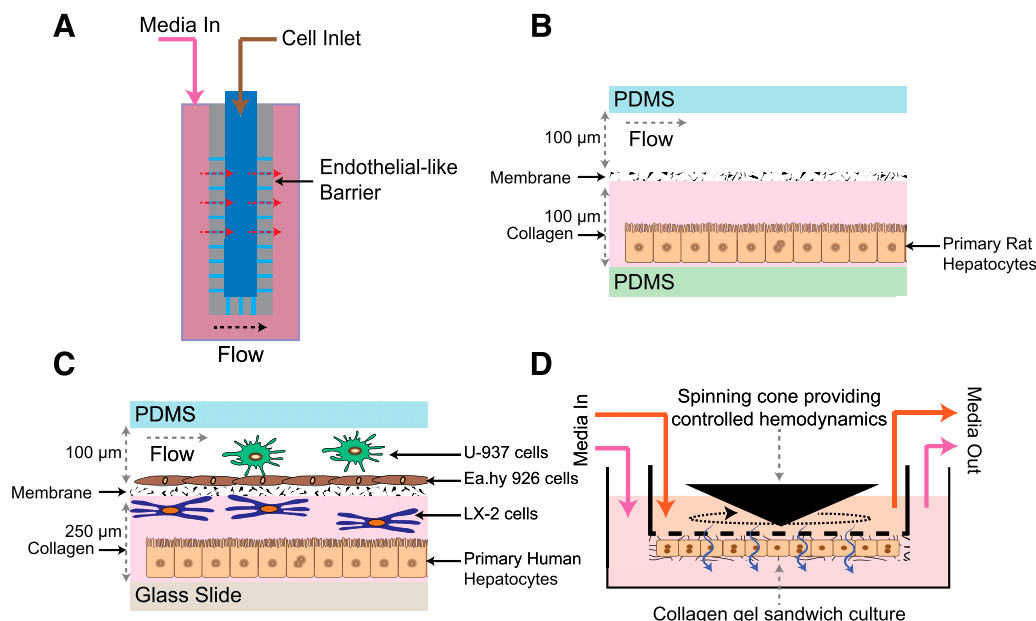 A
Media In
Cell Inlet
Endothelial-like
Barrier
Flow
B
PDMS
100 µm
Flow
Membrane
100 µm
Collagen
Primary Rat
Hepatocytes
PDMS
C
PDMS
100 µm
Flow
U-937 cells
Ea.hy 926 cells
Membrane
LX-2 cells
250 µm
Collagen
Primary Human
Hepatocytes
Glass Slide
D
Media In
Spinning cone providing
controlled hemodynamics
Media Out
Collagen gel sandwich culture